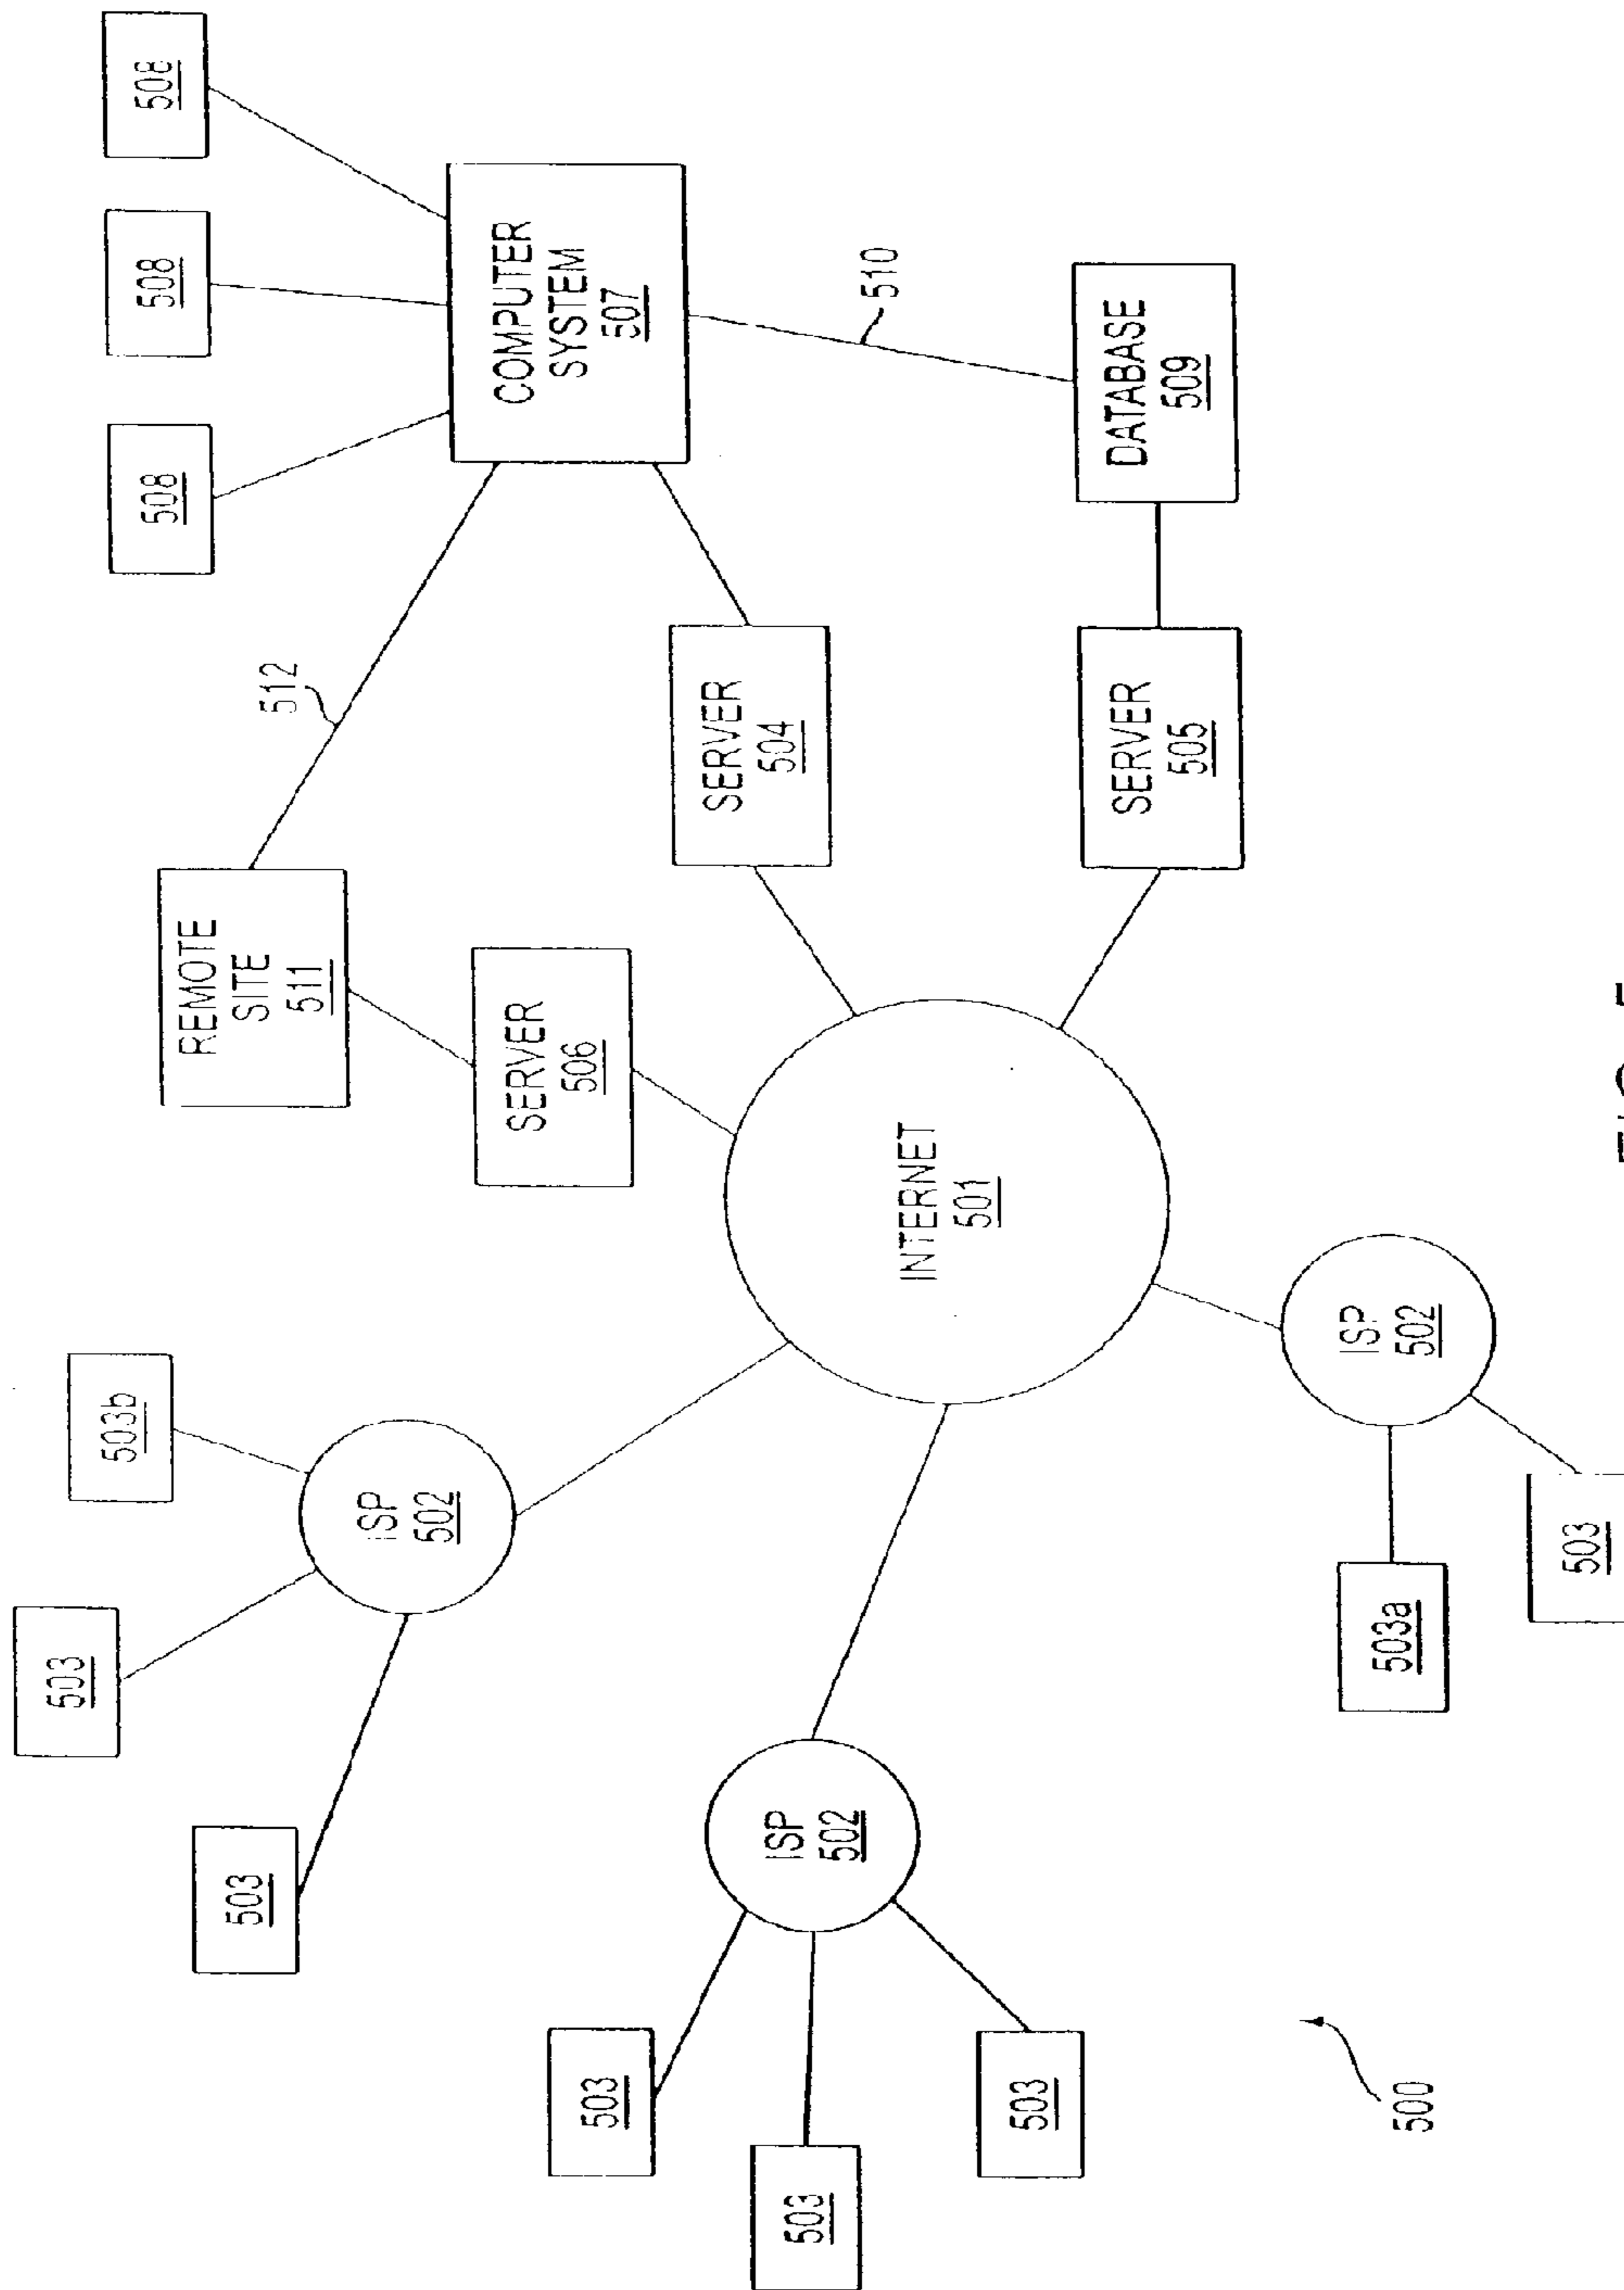 503
503b
508
508
508
REMOTE
SITE
511
503
512
ISP
502
COMPUTER
SYSTEM
507
SERVER
506
503
SERVER
504
ISP
502
503
510
INTERNET
501
503
SERVER
505
DATABASE
509
ISP
502
503a
500
503